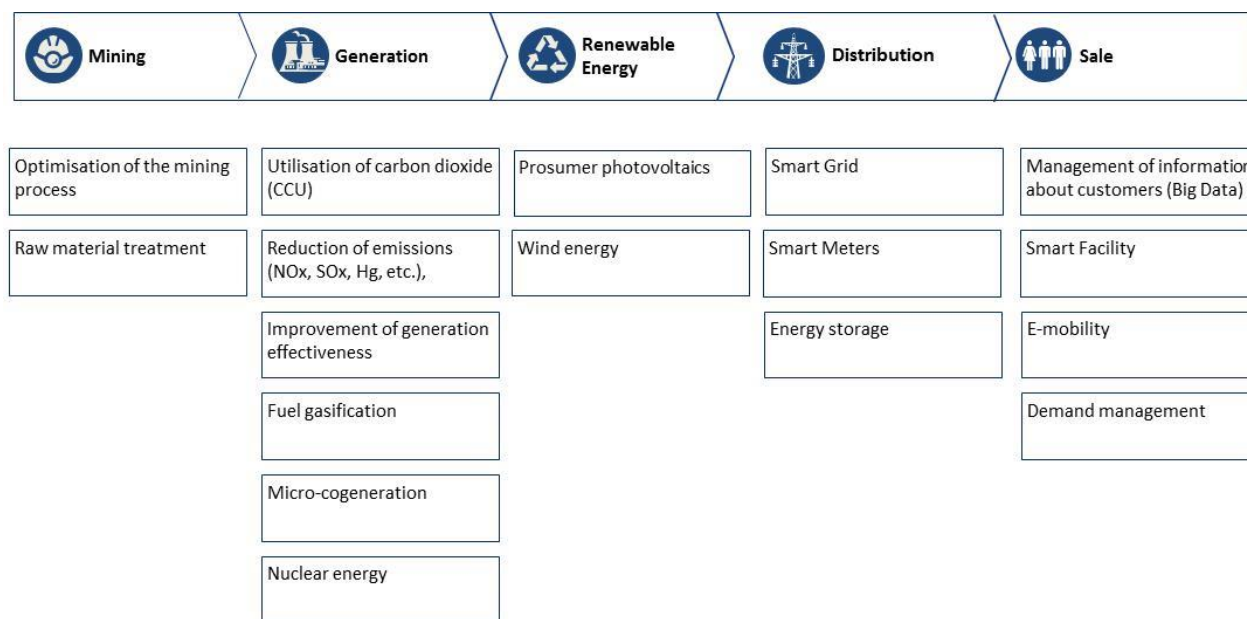 Mining
Generation
Renewable
Energy
Distribution
Sale
Optimisation of the mining
process
Raw material treatment
Utilisation of carbon dioxide
(CCU)
Reduction of emissions
(NOx, SOx, Hg, etc.),
Improvement of generation
effectiveness
Fuel gasification
Micro-cogeneration
Nuclear energy
Prosumer photovoltaics
Wind energy
Smart Grid
Smart Meters
Energy storage
Management of information
about customers (Big Data)
Smart Facility
E-mobility
Demand management